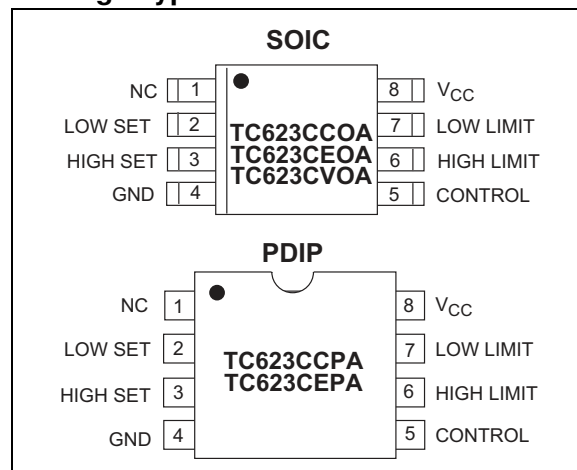 SOIC
NC 1 8 VCC
LOW SET 2 7 LOW LIMIT
TC623CCOA
HIGH SET 3 TC623CEOA 6 HIGH LIMIT
TC623CVOA
GND 4 5 CONTROL
PDIP
NC 1 8 VCC
LOW SET 2 7 LOW LIMIT
TC623CCPA
TC623CEPA
HIGH SET 3 6 HIGH LIMIT
GND 4 5 CONTROL